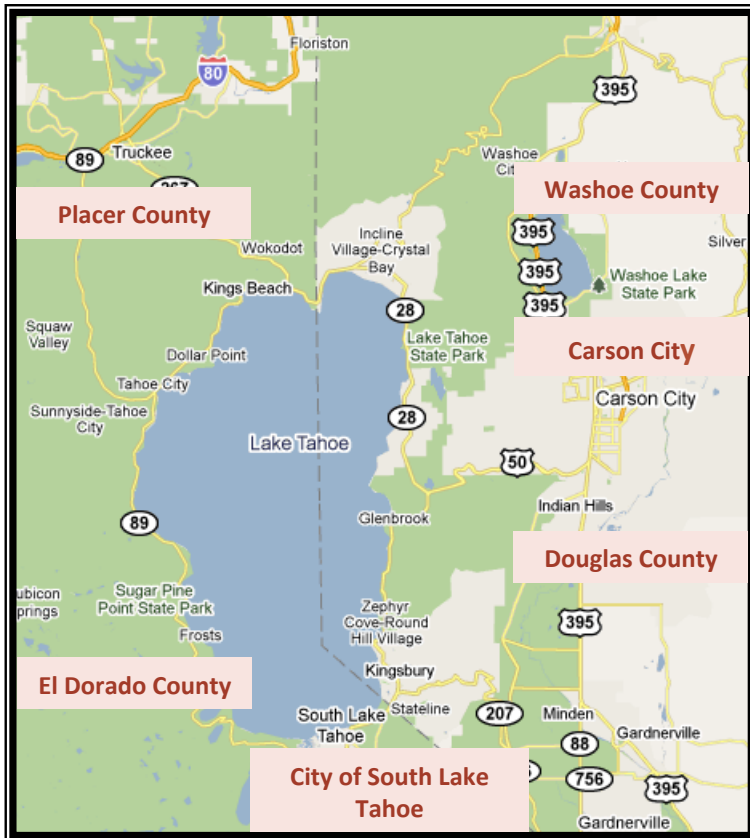 Floriston
80
395
89
Truckee
Washoe
267
Placer County
Washoe County
Incline
Village-Crystal
Bay
395
Silver
Wokodot
395
Washoe Lake
State Park
Kings Beach
28
395
Squaw
Valley
Lake Tahoe
State Park
Carson City
Dollar Point
Tahoe City
Carson City
Sunnyside-Tahoe
City
28
Lake Tahoe
50
Indian Hills
89
Glenbrook
Douglas County
Sugar Pine
Point State Park
Zephyr
Cove-Round
Hill Village
395
Frosts
Kingsbury
El Dorado County
Stateline
South Lake
Tahoe
207
Minden
Gardnerville
88
City of South Lake
Tahoe
756
395
Gardnerville